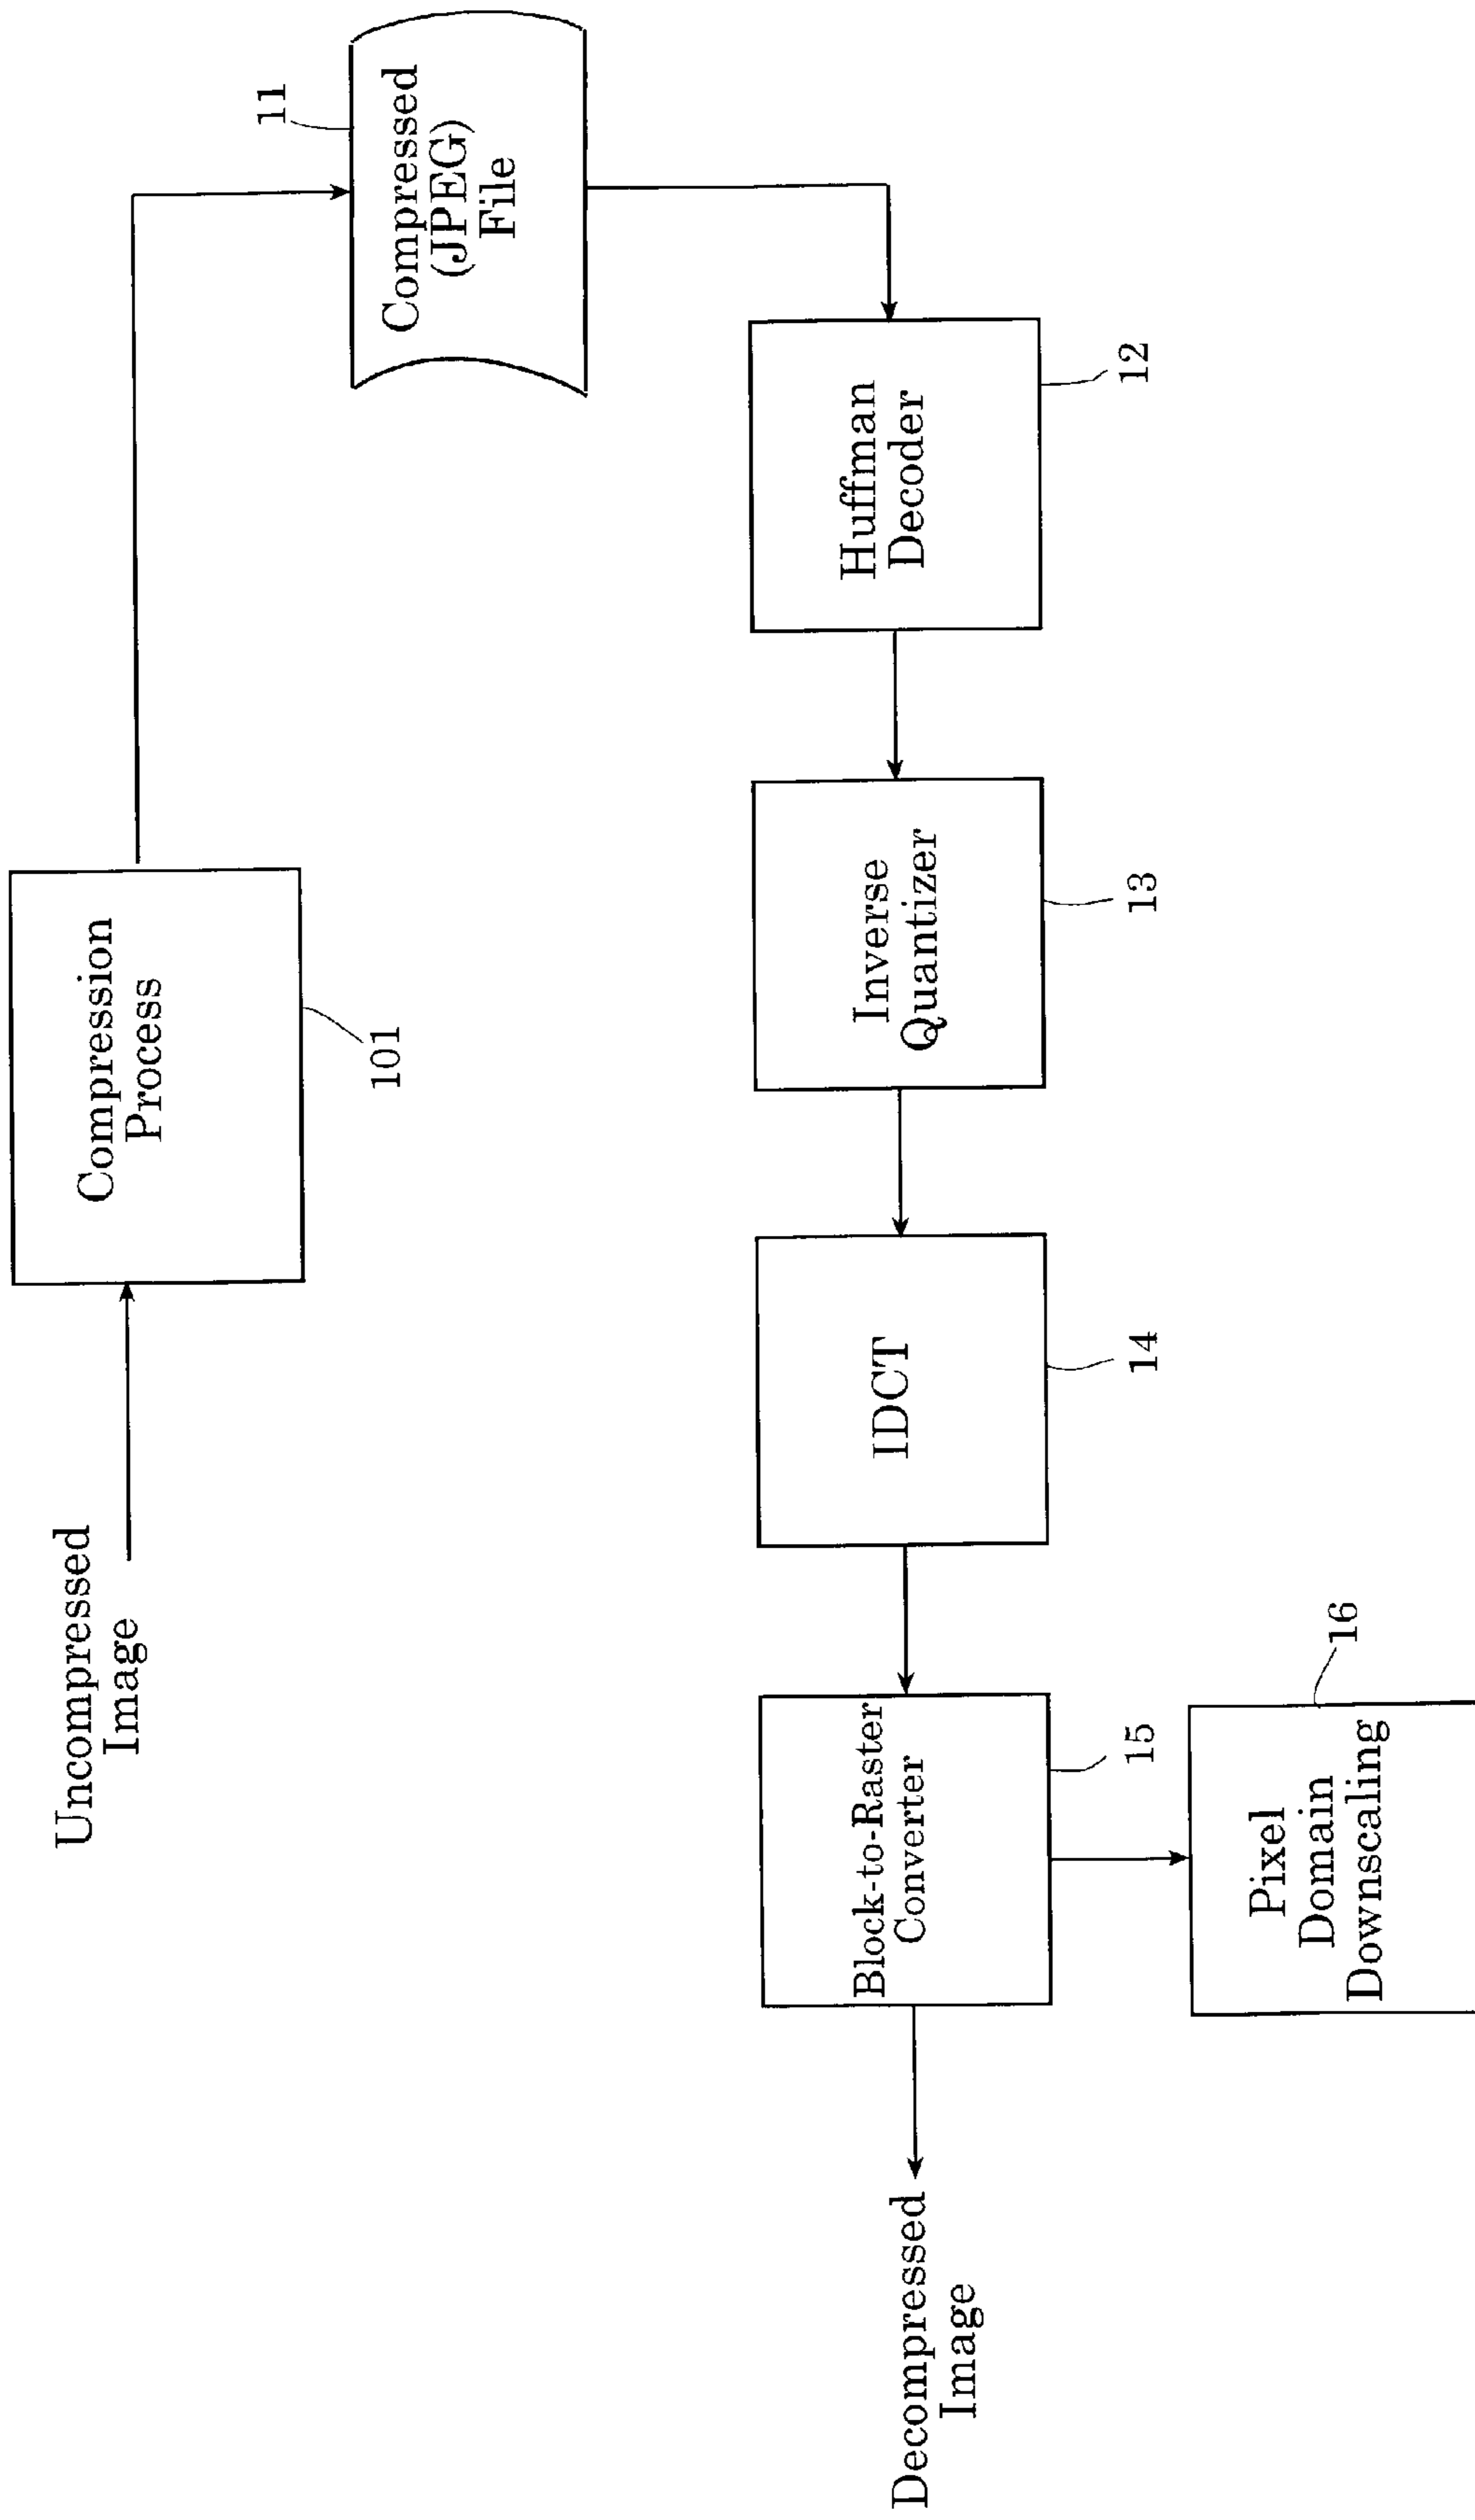 Uncompressed
Image
Compression
Process
101
11
Compressed
(JPEG)
File
Huffman
Decoder
12
Inverse
Quantizer
13
IDCT
14
Block-to-Raster
Converter
15
Decompressed
Image
Pixel
Domain
Downscaling
16